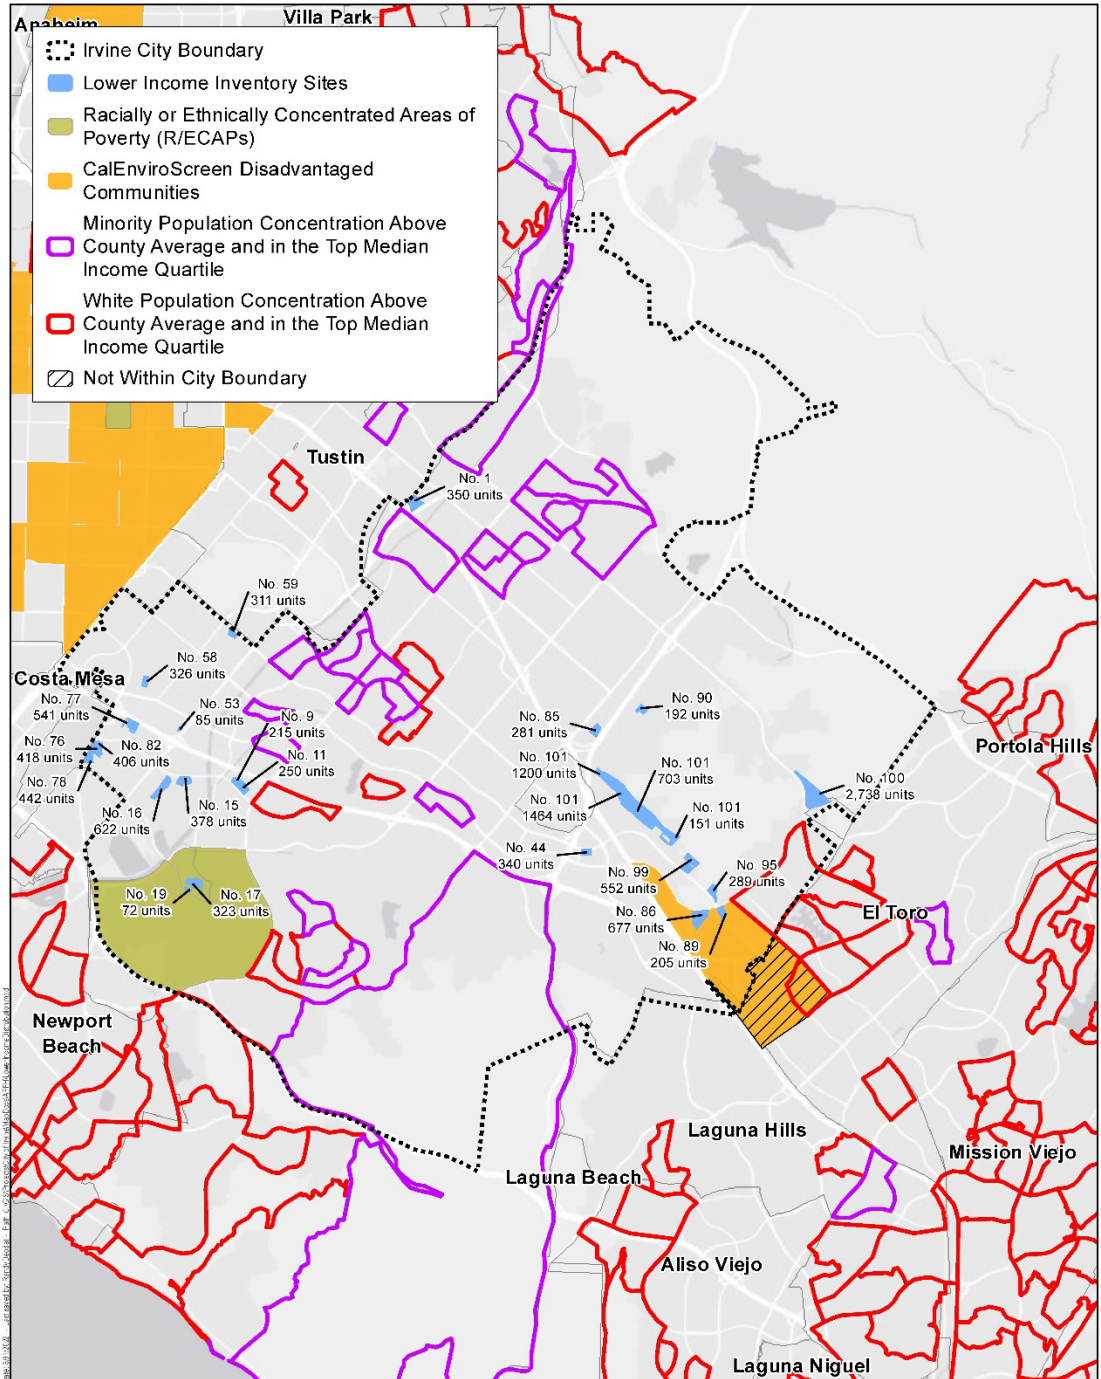 Anaheim
Villa Park
Irvine City Boundary
Lower Income Inventory Sites
Racially or Ethnically Concentrated Areas of
Poverty (R/ECAPs)
CalEnviroScreen Disadvantaged
Communities
Minority Population Concentration Above
County Average and in the Top Median
Income Quartile
White Population Concentration Above
County Average and in the Top Median
Income Quartile
Not Within City Boundary
Tustin
No. 1
350 units
No. 59
311 units
No. 58
326 units
Costa Mesa
No. 77
541 units
No. 53
85 units
No. 9
215 units
No. 76
418 units
No. 82
406 units
No. 11
250 units
No. 78
442 units
No. 16
622 units
No. 15
378 units
No. 90
192 units
No. 85
281 units
No. 101
1200 units
No. 101
703 units
No. 101
1464 units
No. 101
151 units
No. 100
2,738 units
Portola Hills
No. 44
340 units
No. 99
552 units
No. 95
289 units
No. 86
677 units
No. 89
205 units
El Toro
No. 19
72 units
No. 17
323 units
Newport
Beach
Laguna Hills
Mission Viejo
Laguna Beach
Aliso Viejo
Laguna Niguel